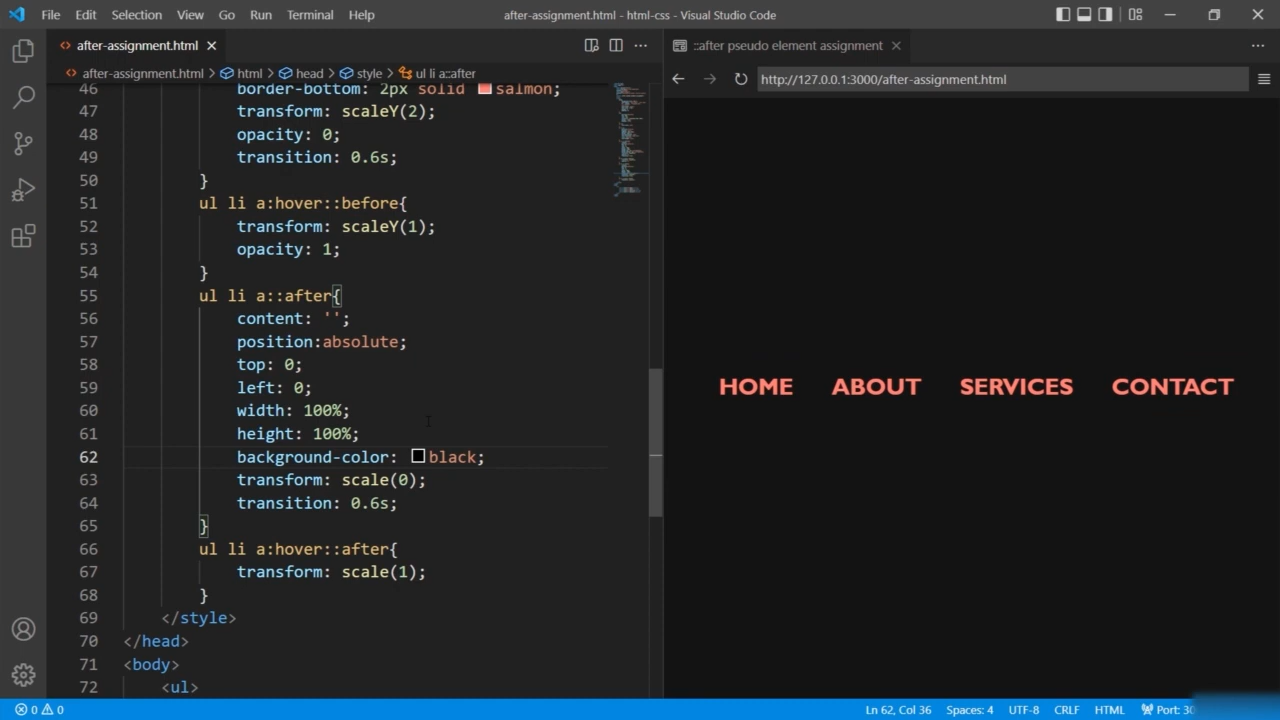 File Edit Selection View Go Run Terminal Help
after-assignment.html - html-css - Visual Studio Code
after-assignment.html
::after pseudo element assignment
after-assignment.html > html > head > style > ul li a::after
http://127.0.0.1:3000/after-assignment.html
46 border-bottom: 2px solid salmon;
47 transform: scaleY(2);
48 opacity: 0;
49 transition: 0.6s;
50 }
51 ul li a:hover::before{
52 transform: scaleY(1);
53 opacity: 1;
54 }
55 ul li a::after{
56 content: '';
57 position:absolute;
58 top: 0;
59 left: 0;
60 width: 100%;
61 height: 100%;
62 background-color: black;
63 transform: scale(0);
64 transition: 0.6s;
65 }
66 ul li a:hover::after{
67 transform: scale(1);
68 }
69 </style>
70 </head>
71 <body>
72 <ul>
HOME ABOUT SERVICES CONTACT
0 0
Ln 62, Col 36 Spaces: 4 UTF-8 CRLF HTML Port: